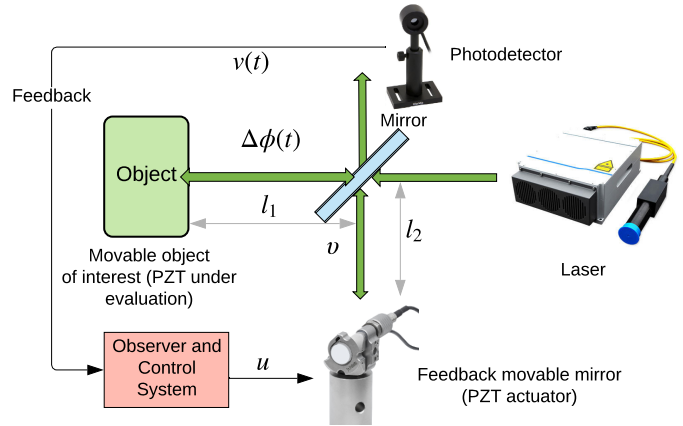 v(t)
Photodetector
Feedback
Mirror
Δϕ(t)
Object
l₁
l₂
υ
Movable object
of interest (PZT under
evaluation)
Laser
Observer and
Control
System
u
Feedback movable mirror
(PZT actuator)